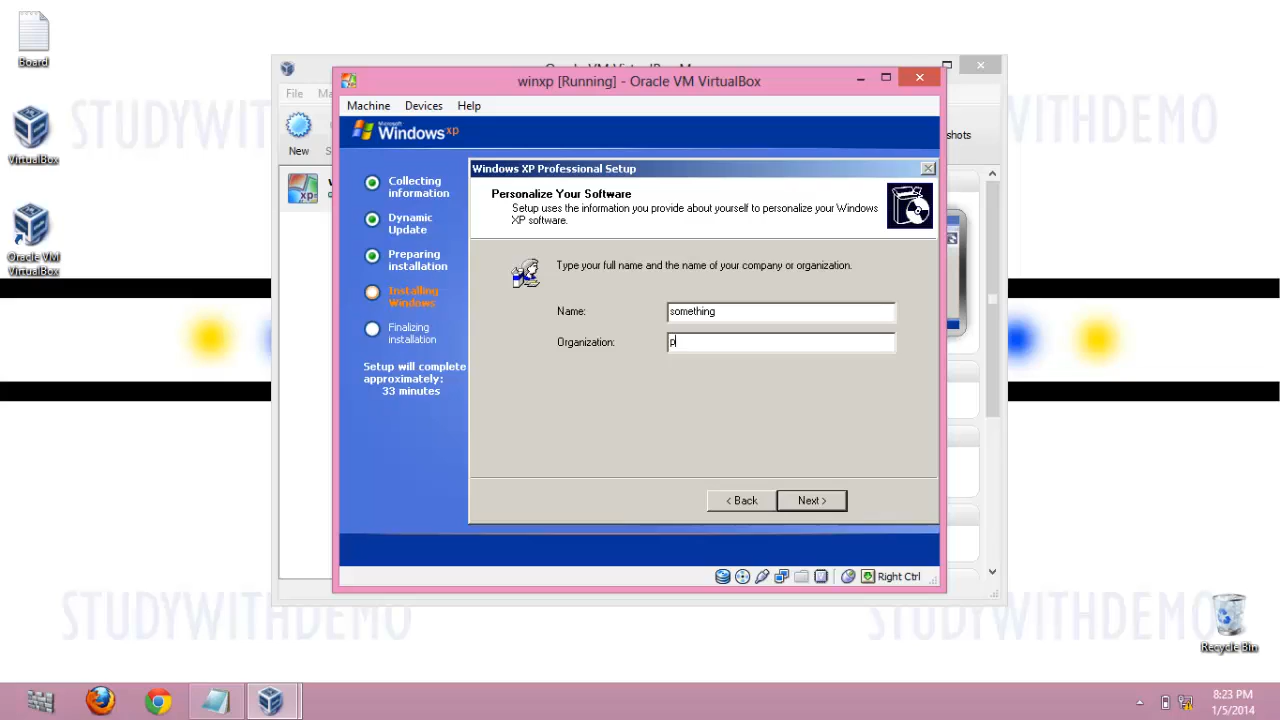 Board
VirtualBox
Oracle VM
VirtualBox
STUDYWITHDEMO
winxp [Running] - Oracle VM VirtualBox
File
Machine
Devices
Help
New
Microsoft
Windows xp
Windows XP Professional Setup
Personalize Your Software
Setup uses the information you provide about yourself to personalize your Windows
XP software.
Collecting
information
Dynamic
Update
Preparing
installation
Installing
Windows
Finalizing
installation
Setup will complete
approximately:
33 minutes
Type your full name and the name of your company or organization.
Name:
something
Organization:
p
< Back
Next >
Right Ctrl
STUDYWITHDEMO
STUDYWITHDEMO
Recycle Bin
8:23 PM
1/5/2014